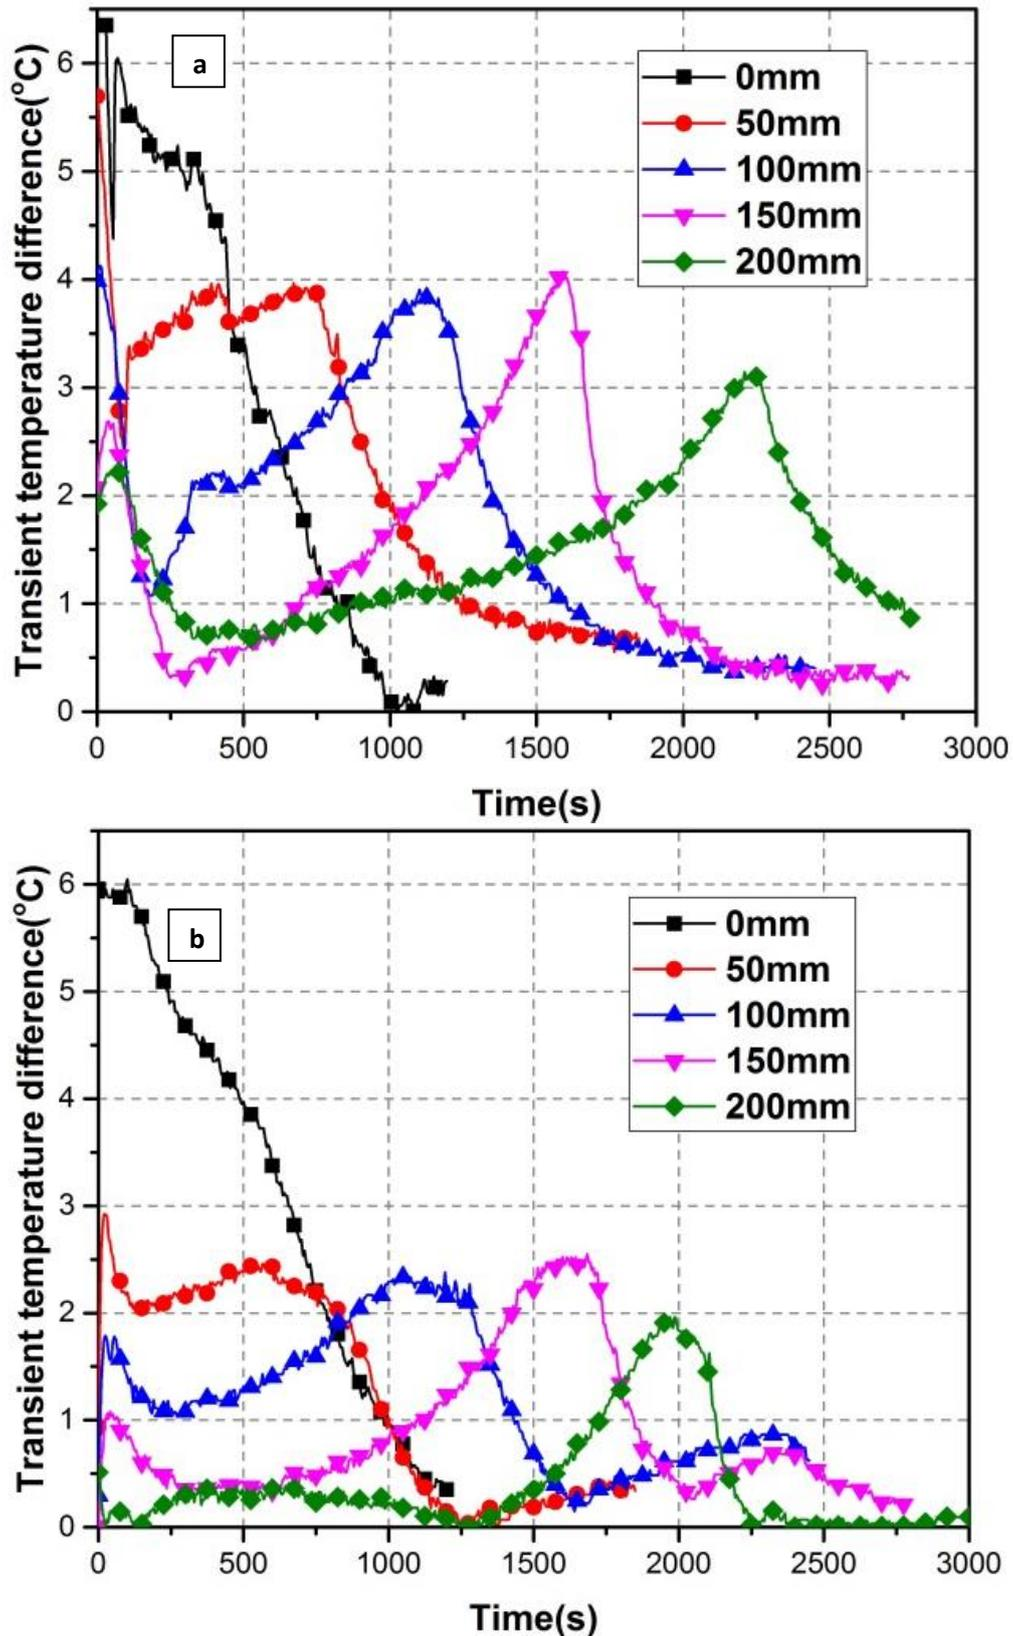 a
Transient temperature difference(°C)
6
5
4
3
2
1
0
0mm
50mm
100mm
150mm
200mm
0 500 1000 1500 2000 2500 3000
Time(s)
b
Transient temperature difference(°C)
6
5
4
3
2
1
0
0mm
50mm
100mm
150mm
200mm
0 500 1000 1500 2000 2500 3000
Time(s)